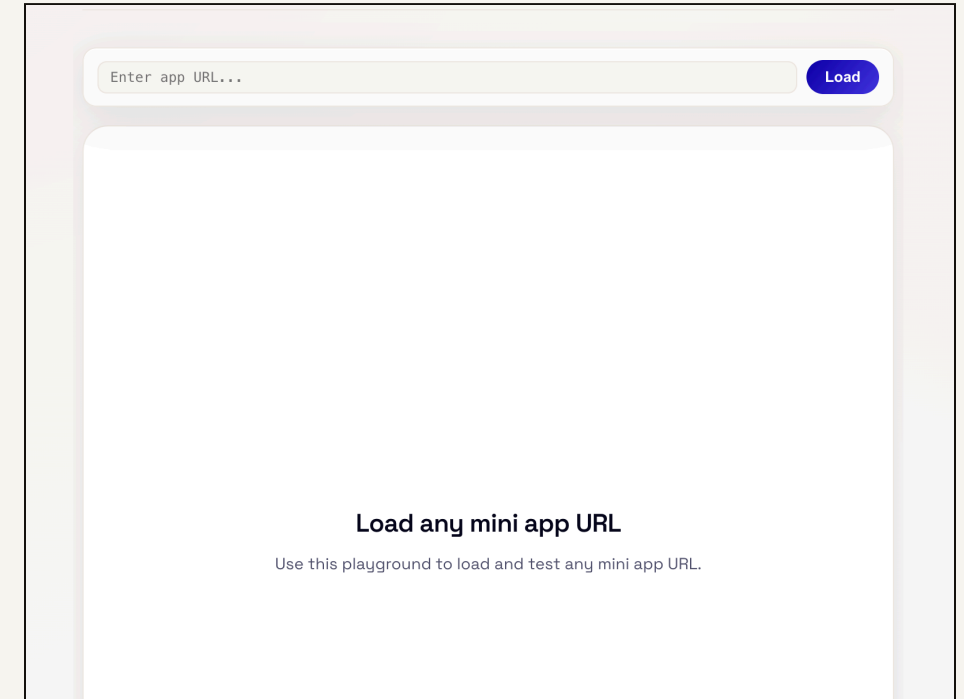 Enter app URL...
Load
Load any mini app URL
Use this playground to load and test any mini app URL.